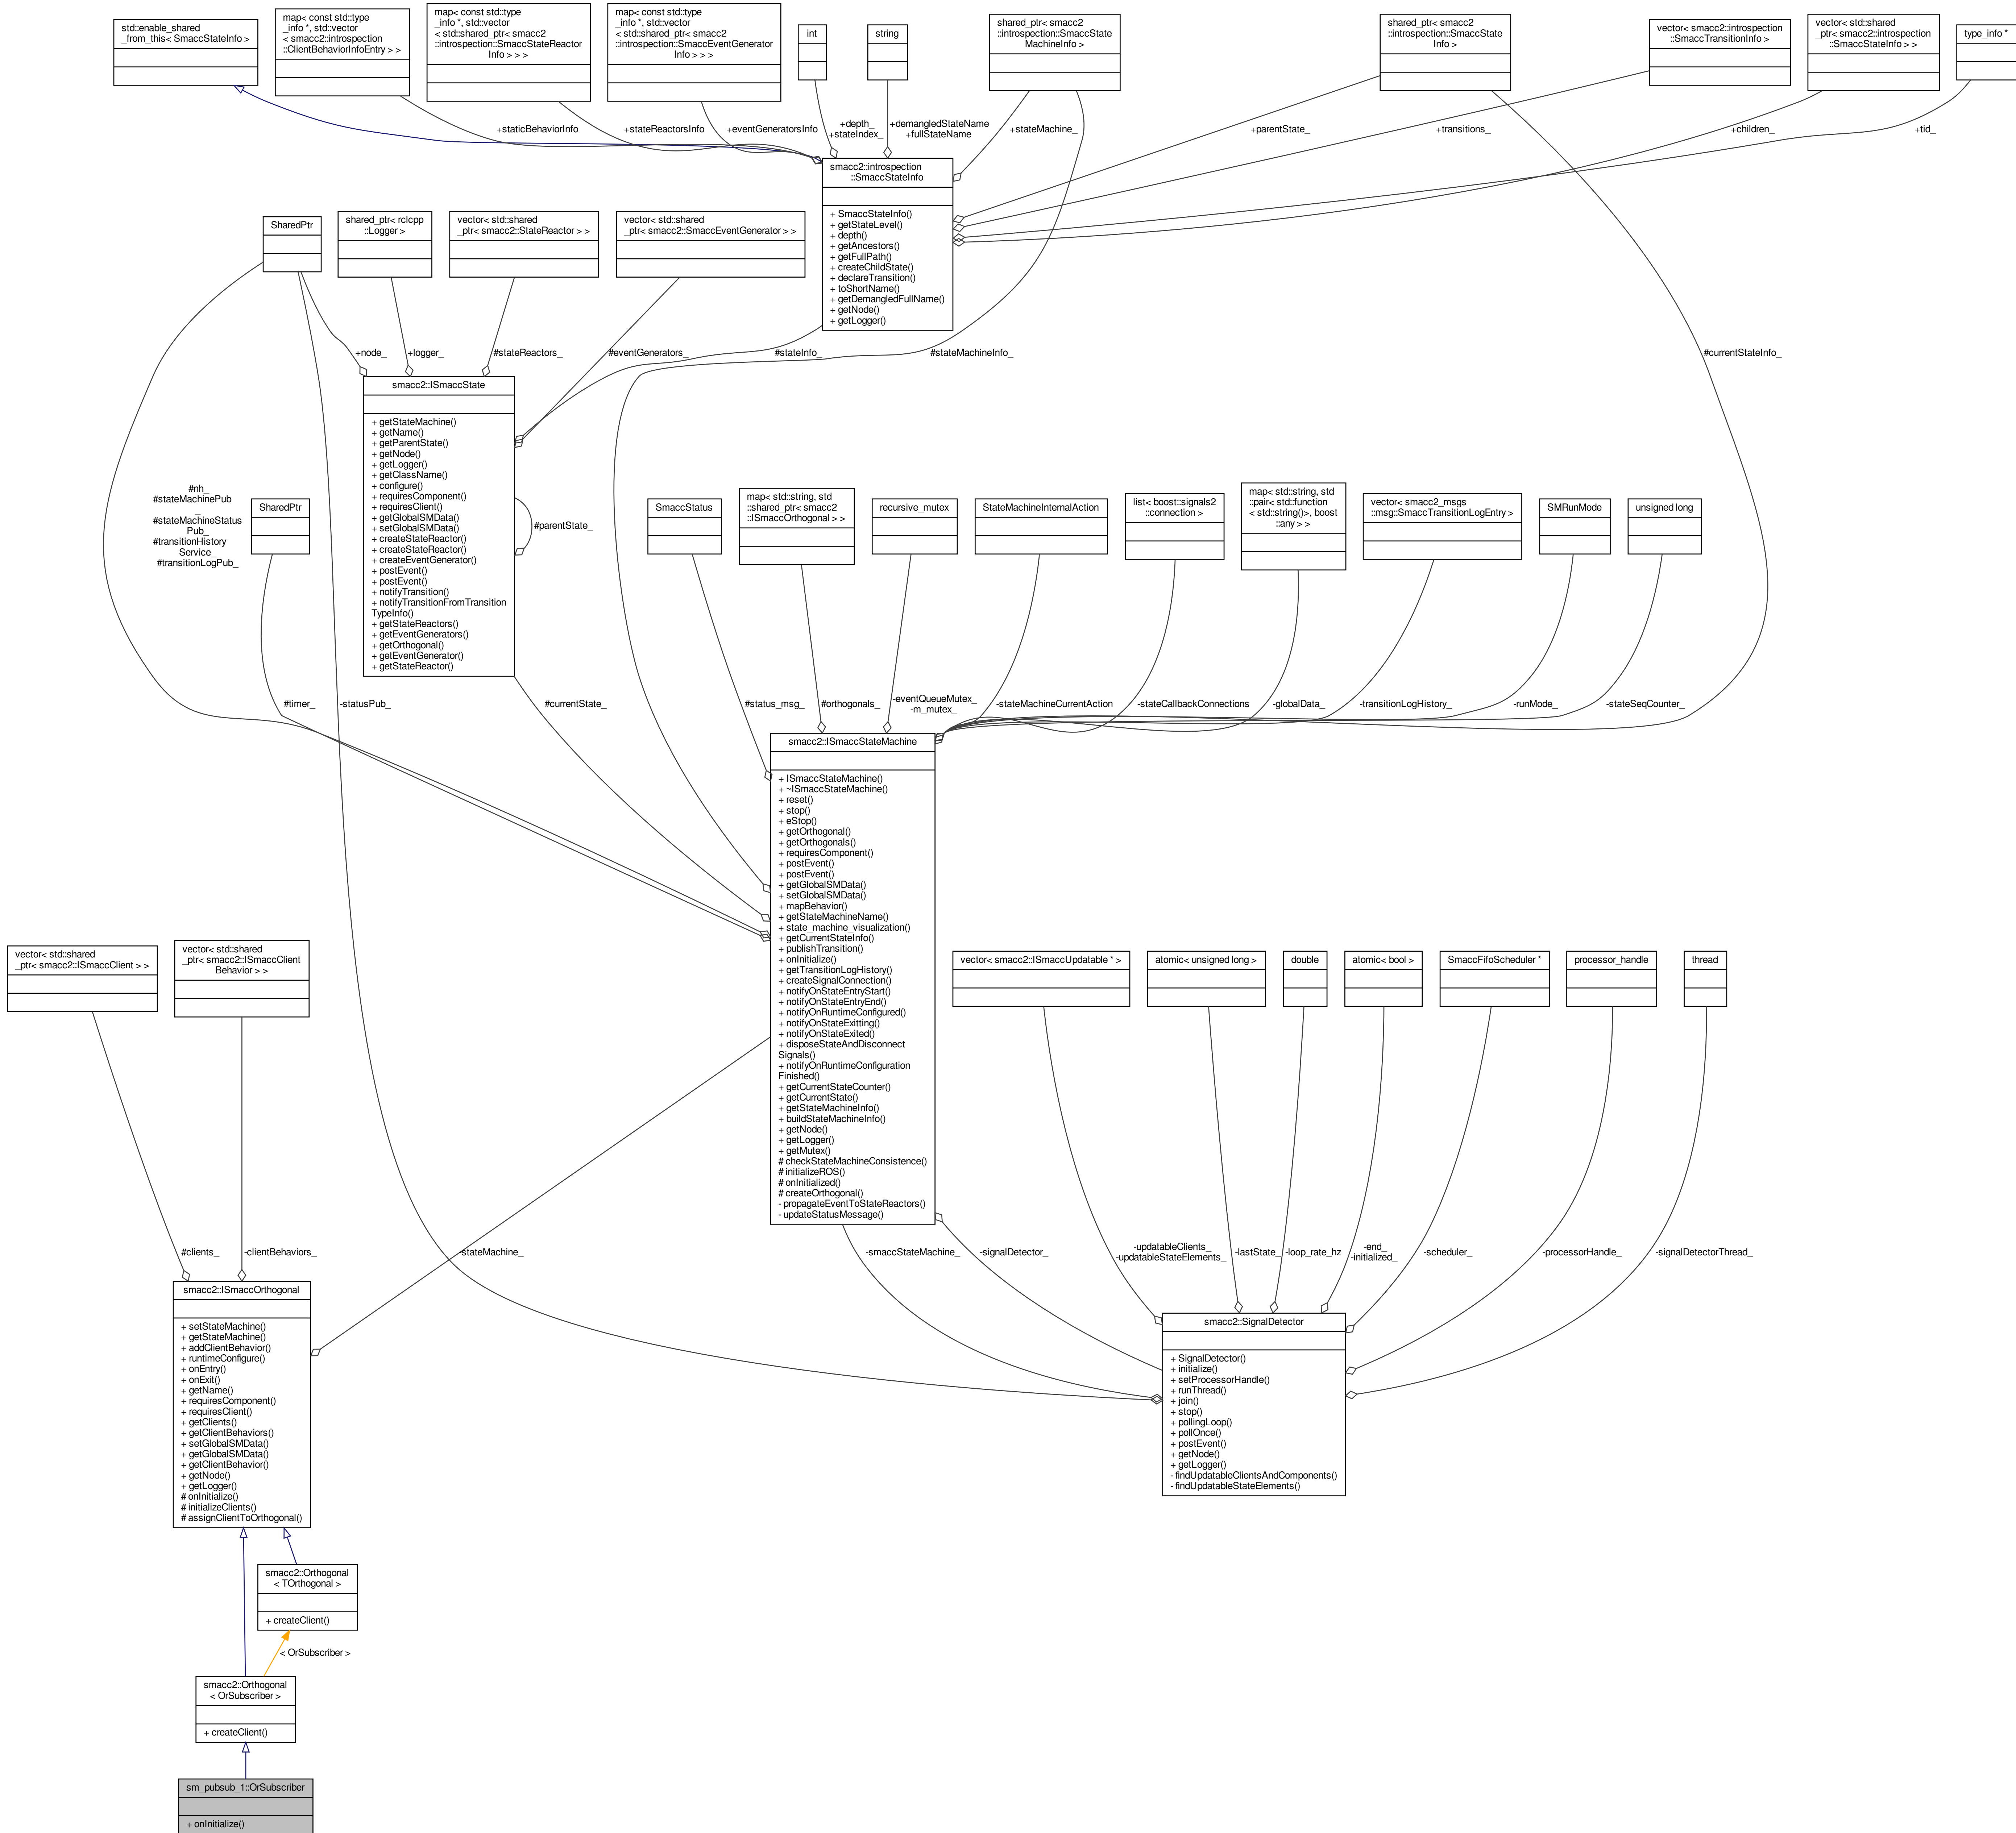 std::enable_shared
_from_this< SmaccStateInfo >
map< const std::type
_info *, std::vector
< smacc2::introspection
::ClientBehaviorInfoEntry > >
map< const std::type
_info *, std::vector
< std::shared_ptr< smacc2
::introspection::SmaccStateReactor
Info > > >
map< const std::type
_info *, std::vector
< std::shared_ptr< smacc2
::introspection::SmaccEventGenerator
Info > > >
int
string
shared_ptr< smacc2
::introspection::SmaccState
MachineInfo >
shared_ptr< smacc2
::introspection::SmaccState
Info >
vector< smacc2::introspection
::SmaccTransitionInfo >
vector< std::shared
_ptr< smacc2::introspection
::SmaccStateInfo > >
type_info *
+staticBehaviorInfo
+stateReactorsInfo
+eventGeneratorsInfo
+depth_
+stateIndex_
+demangledStateName
+fullStateName
+stateMachine_
+parentState_
+transitions_
+children_
+tid_
smacc2::introspection
::SmaccStateInfo
+ SmaccStateInfo()
+ getStateLevel()
+ depth()
+ getAncestors()
+ getFullPath()
+ createChildState()
+ declareTransition()
+ toShortName()
+ getDemangledFullName()
+ getNode()
+ getLogger()
SharedPtr
shared_ptr< rclcpp
::Logger >
vector< std::shared
_ptr< smacc2::StateReactor > >
vector< std::shared
_ptr< smacc2::SmaccEventGenerator > >
+node_
+logger_
#stateReactors_
#eventGenerators_
#stateInfo_
#stateMachineInfo_
#currentStateInfo_
smacc2::ISmaccState
+ getStateMachine()
+ getName()
+ getParentState()
+ getNode()
+ getLogger()
+ getClassName()
+ configure()
+ requiresComponent()
+ requiresClient()
+ getGlobalSMData()
+ setGlobalSMData()
+ createStateReactor()
+ createStateReactor()
+ createEventGenerator()
+ postEvent()
+ postEvent()
+ notifyTransition()
+ notifyTransitionFromTransition
TypeInfo()
+ getStateReactors()
+ getEventGenerators()
+ getOrthogonal()
+ getEventGenerator()
+ getStateReactor()
#parentState_
#nh_
#stateMachinePub
_
#stateMachineStatus
Pub_
#transitionHistory
Service_
#transitionLogPub_
SharedPtr
SmaccStatus
map< std::string, std
::shared_ptr< smacc2
::ISmaccOrthogonal > >
recursive_mutex
StateMachineInternalAction
list< boost::signals2
::connection >
map< std::string, std
::pair< std::function
< std::string()>, boost
::any > >
vector< smacc2_msgs
::msg::SmaccTransitionLogEntry >
SMRunMode
unsigned long
#timer_
-statusPub_
#currentState_
#status_msg_
#orthogonals_
-eventQueueMutex_
-m_mutex_
-stateMachineCurrentAction
-stateCallbackConnections
-globalData_
-transitionLogHistory_
-runMode_
-stateSeqCounter_
smacc2::ISmaccStateMachine
+ ISmaccStateMachine()
+ ~ISmaccStateMachine()
+ reset()
+ stop()
+ eStop()
+ getOrthogonal()
+ getOrthogonals()
+ requiresComponent()
+ postEvent()
+ postEvent()
+ getGlobalSMData()
+ setGlobalSMData()
+ mapBehavior()
+ getStateMachineName()
+ state_machine_visualization()
+ getCurrentStateInfo()
+ publishTransition()
+ onInitialize()
+ getTransitionLogHistory()
+ createSignalConnection()
+ notifyOnStateEntryStart()
+ notifyOnStateEntryEnd()
+ notifyOnRuntimeConfigured()
+ notifyOnStateExitting()
+ notifyOnStateExited()
+ disposeStateAndDisconnect
Signals()
+ notifyOnRuntimeConfiguration
Finished()
+ getCurrentStateCounter()
+ getCurrentState()
+ getStateMachineInfo()
+ buildStateMachineInfo()
+ getNode()
+ getLogger()
+ getMutex()
# checkStateMachineConsistence()
# initializeROS()
# onInitialized()
# createOrthogonal()
- propagateEventToStateReactors()
- updateStatusMessage()
vector< std::shared
_ptr< smacc2::ISmaccClient > >
vector< std::shared
_ptr< smacc2::ISmaccClient
Behavior > >
vector< smacc2::ISmaccUpdatable * >
atomic< unsigned long >
double
atomic< bool >
SmaccFifoScheduler *
processor_handle
thread
#clients_
-clientBehaviors_
-stateMachine_
-smaccStateMachine_
-signalDetector_
-updatableClients_
-updatableStateElements_
-lastState_
-loop_rate_hz
-end_
-initialized_
-scheduler_
-processorHandle_
-signalDetectorThread_
smacc2::ISmaccOrthogonal
+ setStateMachine()
+ getStateMachine()
+ addClientBehavior()
+ runtimeConfigure()
+ onEntry()
+ onExit()
+ getName()
+ requiresComponent()
+ requiresClient()
+ getClients()
+ getClientBehaviors()
+ setGlobalSMData()
+ getGlobalSMData()
+ getClientBehavior()
+ getNode()
+ getLogger()
# onInitialize()
# initializeClients()
# assignClientToOrthogonal()
smacc2::SignalDetector
+ SignalDetector()
+ initialize()
+ setProcessorHandle()
+ runThread()
+ join()
+ stop()
+ pollingLoop()
+ pollOnce()
+ postEvent()
+ getNode()
+ getLogger()
- findUpdatableClientsAndComponents()
- findUpdatableStateElements()
smacc2::Orthogonal
< TOrthogonal >
+ createClient()
< OrSubscriber >
smacc2::Orthogonal
< OrSubscriber >
+ createClient()
sm_pubsub_1::OrSubscriber
+ onInitialize()